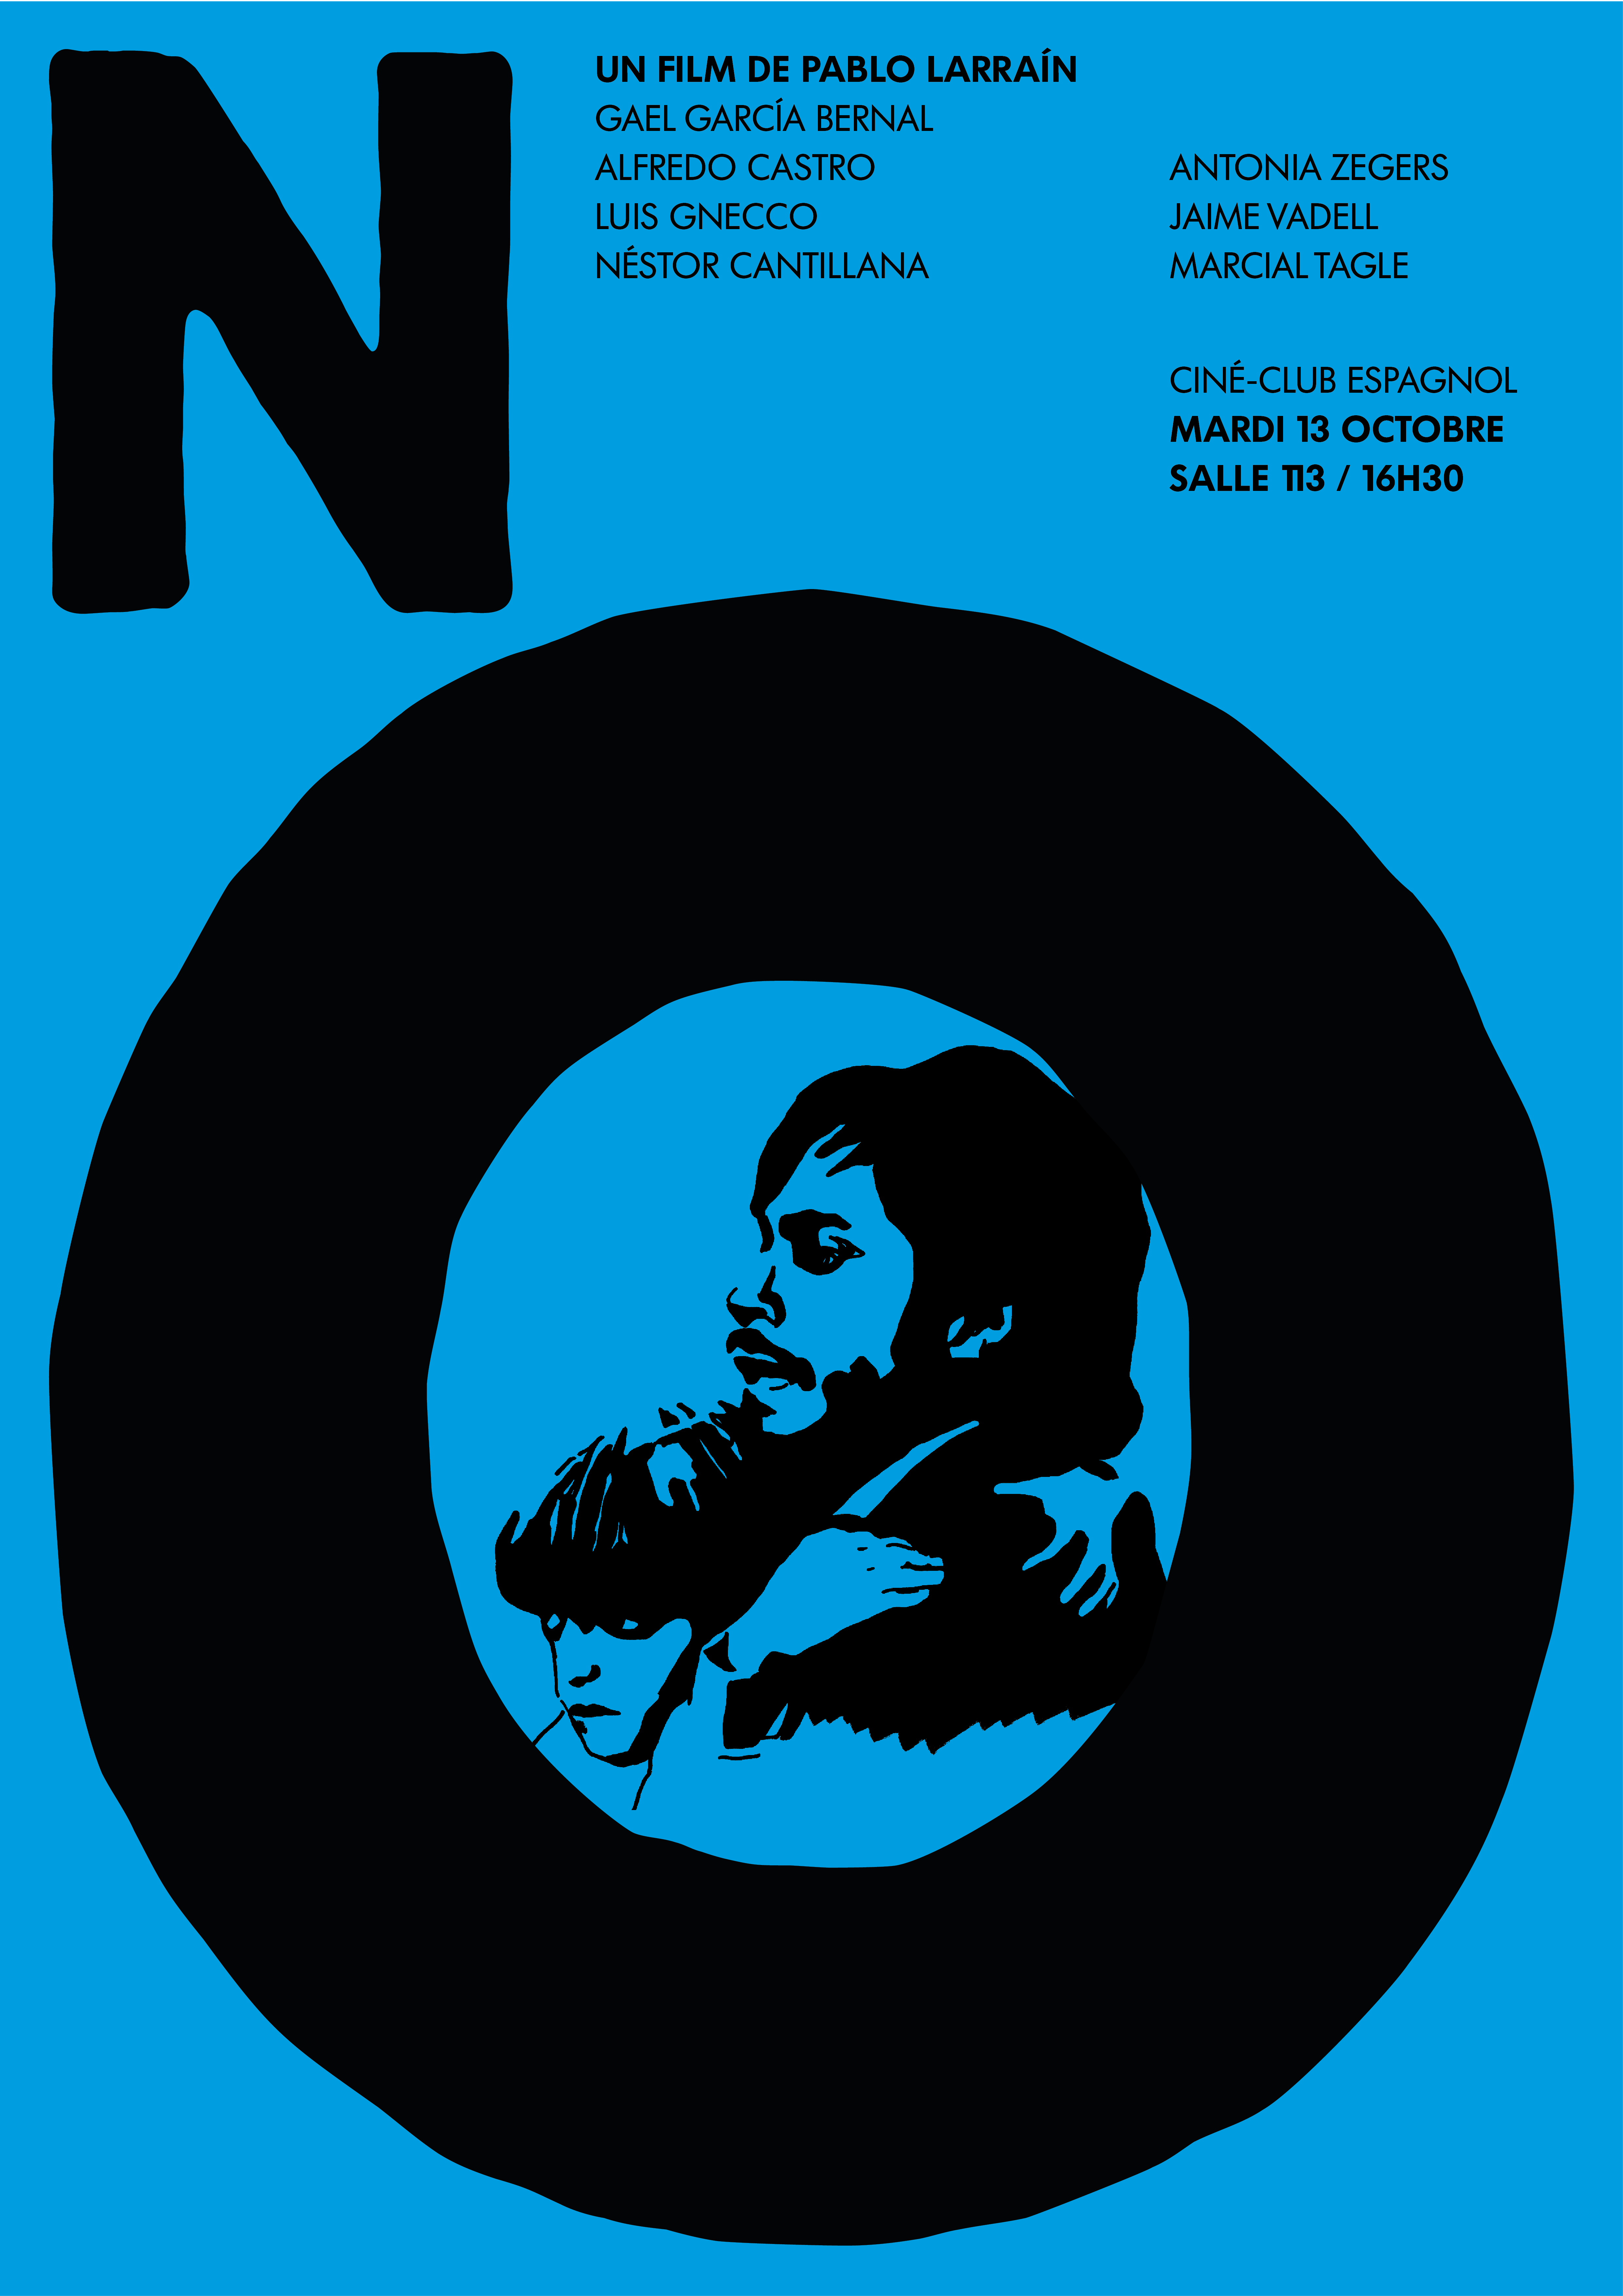 NO
UN FILM DE PABLO LARRAÍN
GAEL GARCÍA BERNAL
ALFREDO CASTRO
LUIS GNECCO
NÉSTOR CANTILLANA
ANTONIA ZEGERS
JAIME VADELL
MARCIAL TAGLE
CINÉ-CLUB ESPAGNOL
MARDI 13 OCTOBRE
SALLE 113 / 16H30